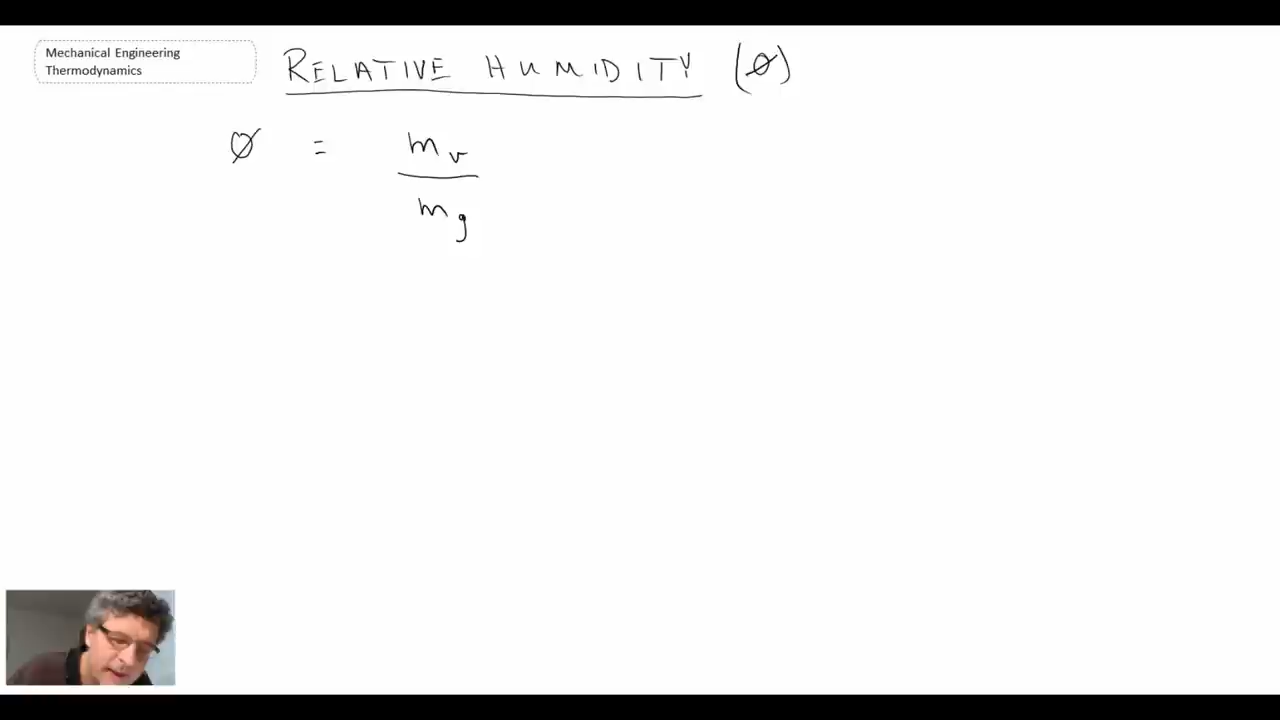 Mechanical Engineering
Thermodynamics
RELATIVE HUMIDITY (Ø)
Ø = m_v
m_g